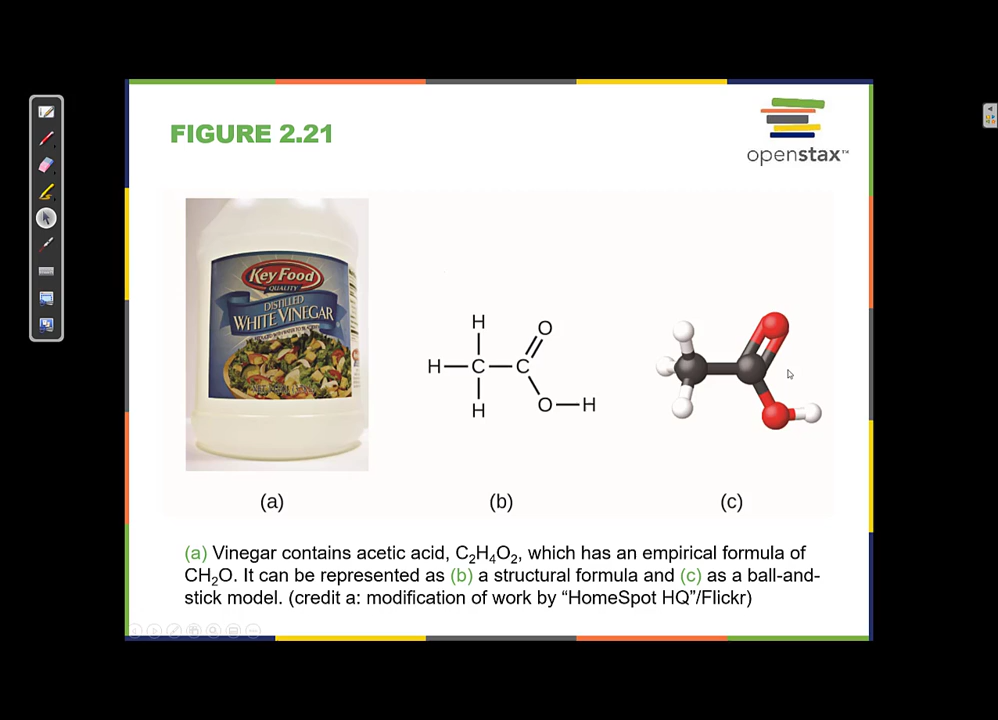 FIGURE 2.21
openstax™
Key Food
QUALITY
DISTILLED
WHITE VINEGAR
H
O
H—C—C
H
O—H
(a)
(b)
(c)
(a) Vinegar contains acetic acid, C₂H₄O₂, which has an empirical formula of
CH₂O. It can be represented as (b) a structural formula and (c) as a ball-and-
stick model. (credit a: modification of work by “HomeSpot HQ”/Flickr)